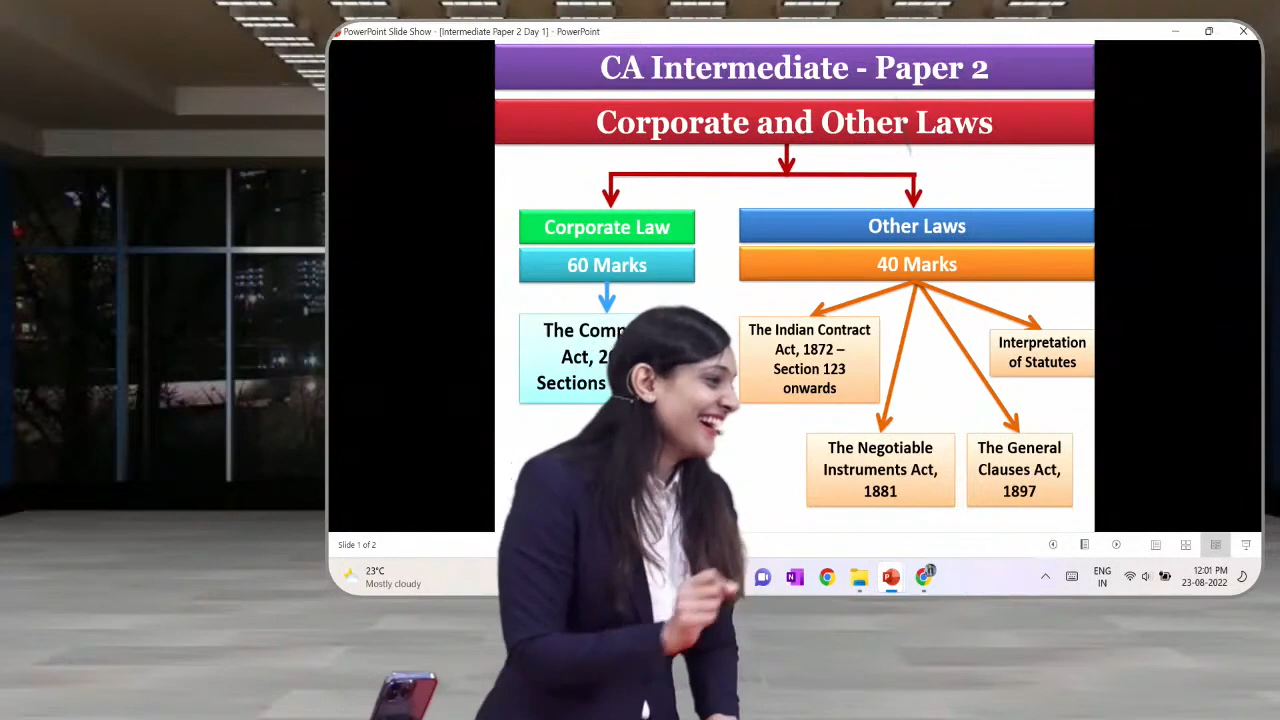 PowerPoint Slide Show - [Intermediate Paper 2 Day 1] - PowerPoint
CA Intermediate - Paper 2
Corporate and Other Laws
Corporate Law
60 Marks
The Comp
Act, 2
Sections
Other Laws
40 Marks
The Indian Contract
Act, 1872 –
Section 123
onwards
Interpretation
of Statutes
The Negotiable
Instruments Act,
1881
The General
Clauses Act,
1897
Slide 1 of 2
23°C
Mostly cloudy
ENG
IN
12:01 PM
23-08-2022